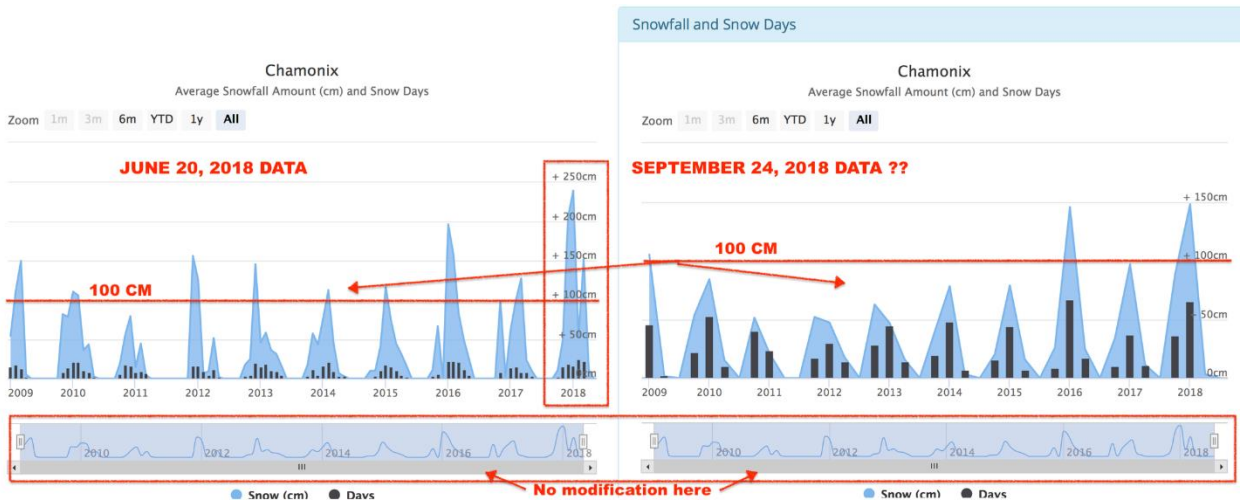 Snowfall and Snow Days
Chamonix
Average Snowfall Amount (cm) and Snow Days
Zoom 1m 3m 6m YTD 1y All
JUNE 20, 2018 DATA
+ 250cm
+ 200cm
+ 150cm
100 CM
+ 100cm
+ 50cm
0cm
2009 2010 2011 2012 2013 2014 2015 2016 2017 2018
2010 2012 2014 2016 2018
Snow (cm) Days
Chamonix
Average Snowfall Amount (cm) and Snow Days
Zoom 1m 3m 6m YTD 1y All
SEPTEMBER 24, 2018 DATA ??
+ 150cm
100 CM
+ 100cm
50cm
0cm
2009 2010 2011 2012 2013 2014 2015 2016 2017 2018
2010 2012 2014 2016 2018
No modification here
Snow (cm) Days